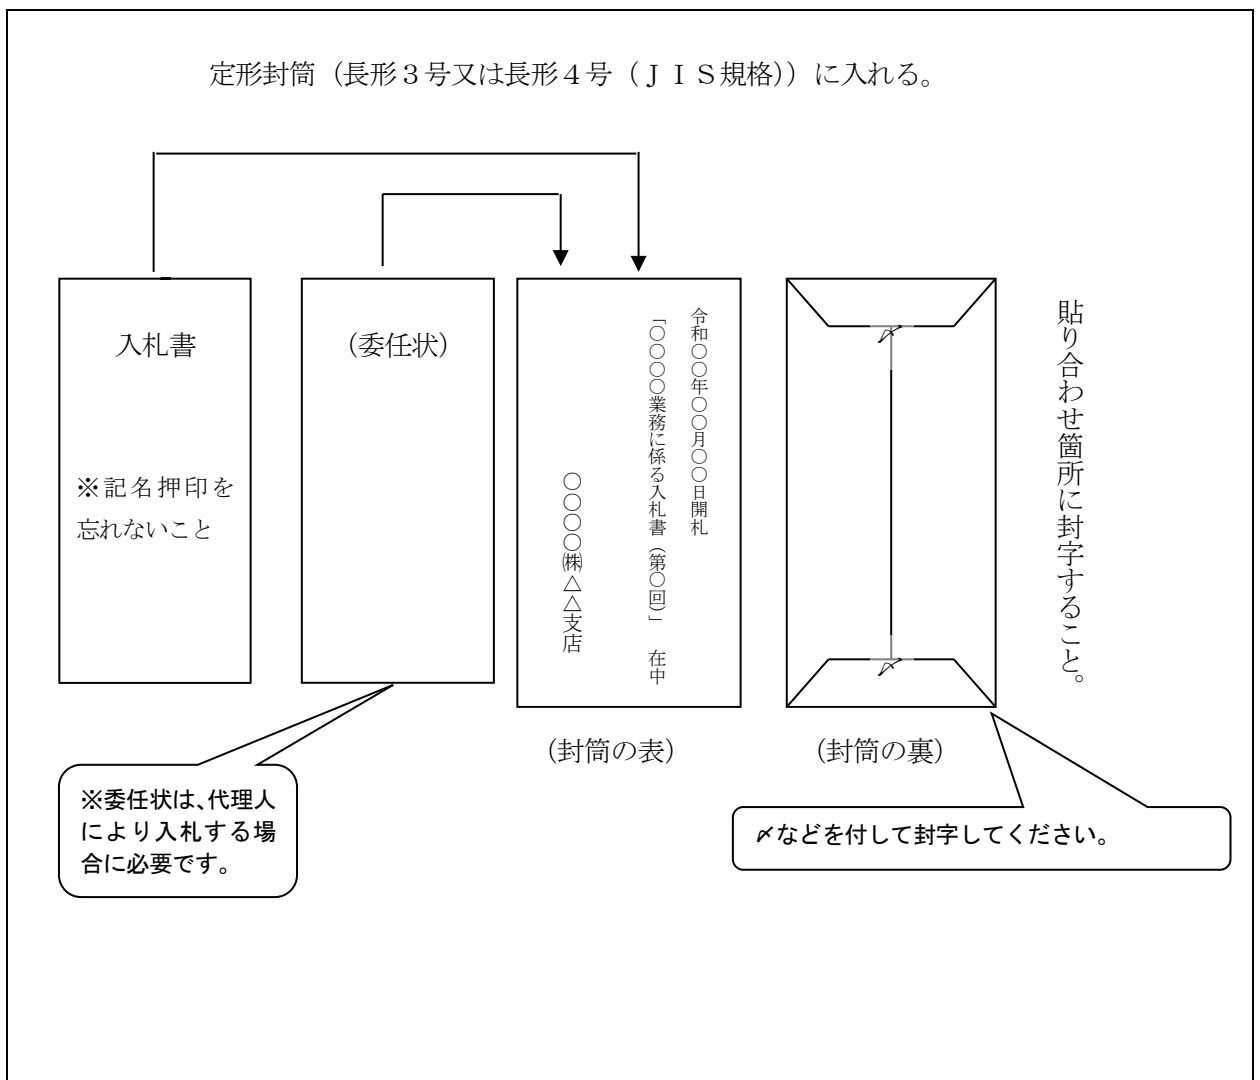 定形封筒（長形３号又は長形４号（ＪＩＳ規格））に入れる。
入札書
※記名押印を
忘れないこと
（委任状）
令和〇〇年〇〇月〇〇日開札
「〇〇〇〇業務に係る入札書（第〇回）」　在中
〇〇〇〇㈱△△支店
貼り合わせ箇所に封字すること。
〆
〆
（封筒の表）
（封筒の裏）
※委任状は、代理人
により入札する場
合に必要です。
〆などを付して封字してください。